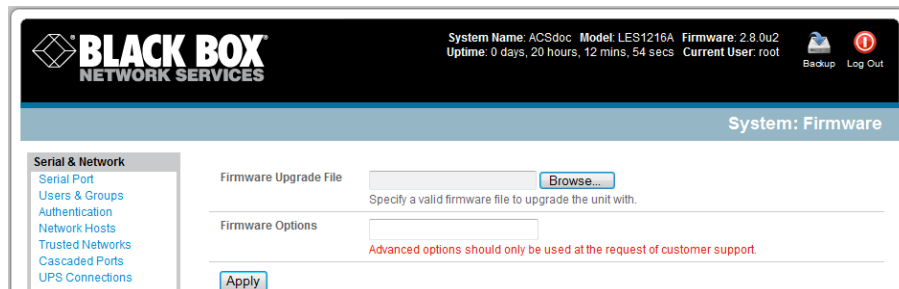 BLACK BOX
NETWORK SERVICES
System Name: ACSdoc Model: LES1216A Firmware: 2.8.0u2
Uptime: 0 days, 20 hours, 12 mins, 54 secs Current User: root
Backup
Log Out
System: Firmware
Serial & Network
Serial Port
Users & Groups
Authentication
Network Hosts
Trusted Networks
Cascaded Ports
UPS Connections
Firmware Upgrade File
Browse...
Specify a valid firmware file to upgrade the unit with.
Firmware Options
Advanced options should only be used at the request of customer support.
Apply